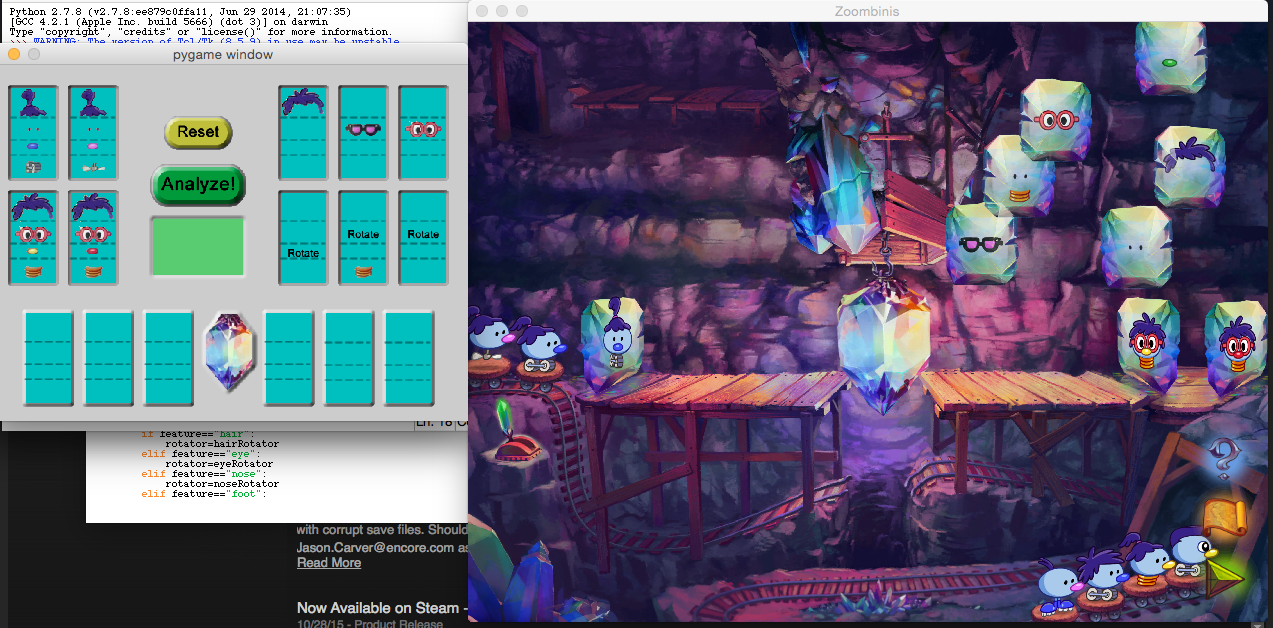 Python 2.7.8 (v2.7.8:ee879c0ffa11, Jun 29 2014, 21:07:35)
[GCC 4.2.1 (Apple Inc. build 5666) (dot 3)] on darwin
Type "copyright", "credits" or "license()" for more information.
>>> WARNING: The version of Tcl/Tk (8.5.9) in use may be unstable
Zoombinis
pygame window
Reset
Analyze!
Rotate
Rotate
Rotate
Ln: 18
if feature=="hair":
rotator=hairRotator
elif feature=="eye":
rotator=eyeRotator
elif feature=="nose":
rotator=noseRotator
elif feature=="foot":
with corrupt save files. Should
Jason.Carver@encore.com as
Read More
Now Available on Steam -
10/28/15 - Product Release